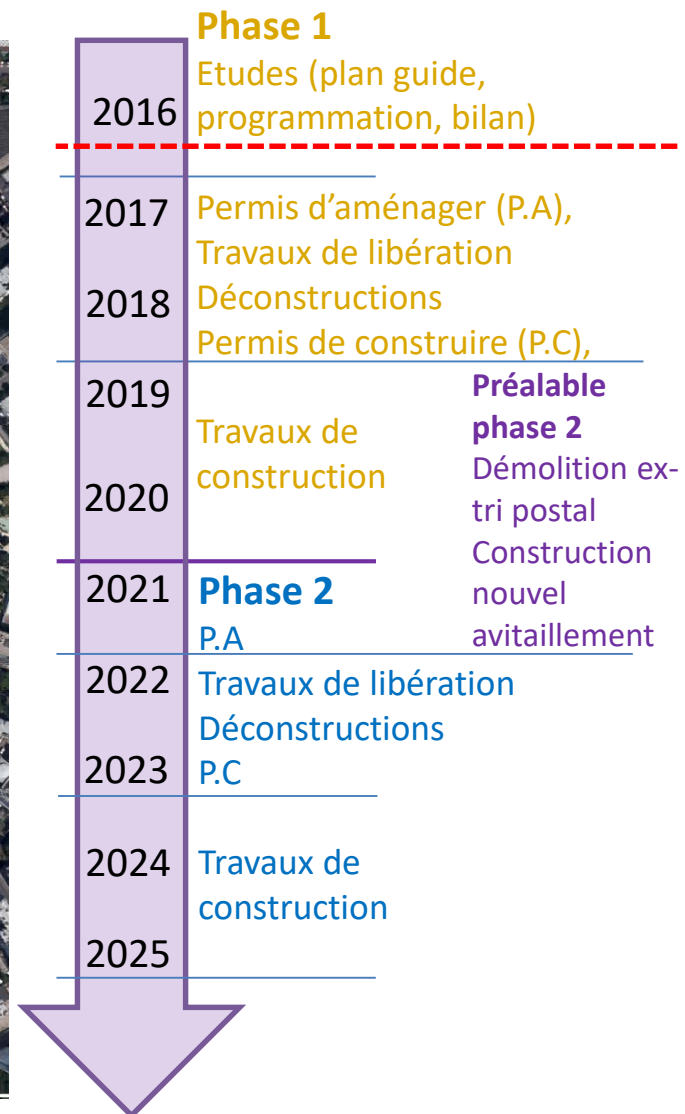 Phase 1
Etudes (plan guide,
2016 programmation, bilan)
2017 Permis d’aménager (P.A),
Travaux de libération
2018 Déconstructions
Permis de construire (P.C),
2019
Travaux de
construction
2020
Préalable
phase 2
Démolition ex-
tri postal
Construction
nouvel
avitaillement
2021 Phase 2
P.A
2022 Travaux de libération
Déconstructions
2023 P.C
2024 Travaux de
construction
2025